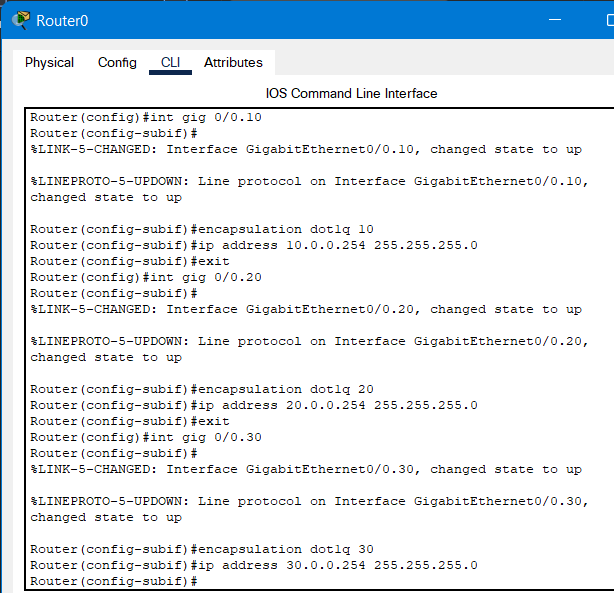 Router0
Physical Config CLI Attributes
IOS Command Line Interface
Router(config)#int gig 0/0.10
Router(config-subif)#
%LINK-5-CHANGED: Interface GigabitEthernet0/0.10, changed state to up
%LINEPROTO-5-UPDOWN: Line protocol on Interface GigabitEthernet0/0.10,
changed state to up
Router(config-subif)#encapsulation dot1q 10
Router(config-subif)#ip address 10.0.0.254 255.255.255.0
Router(config-subif)#exit
Router(config)#int gig 0/0.20
Router(config-subif)#
%LINK-5-CHANGED: Interface GigabitEthernet0/0.20, changed state to up
%LINEPROTO-5-UPDOWN: Line protocol on Interface GigabitEthernet0/0.20,
changed state to up
Router(config-subif)#encapsulation dot1q 20
Router(config-subif)#ip address 20.0.0.254 255.255.255.0
Router(config-subif)#exit
Router(config)#int gig 0/0.30
Router(config-subif)#
%LINK-5-CHANGED: Interface GigabitEthernet0/0.30, changed state to up
%LINEPROTO-5-UPDOWN: Line protocol on Interface GigabitEthernet0/0.30,
changed state to up
Router(config-subif)#encapsulation dot1q 30
Router(config-subif)#ip address 30.0.0.254 255.255.255.0
Router(config-subif)#